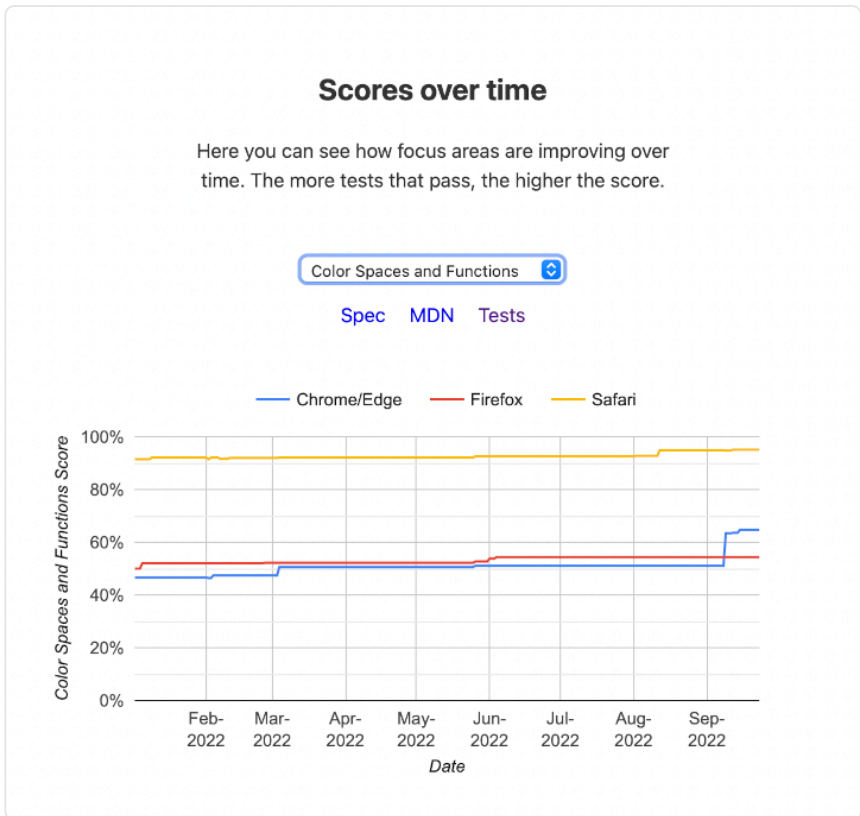 Scores over time
Here you can see how focus areas are improving over
time. The more tests that pass, the higher the score.
Color Spaces and Functions
Spec MDN Tests
Chrome/Edge Firefox Safari
Color Spaces and Functions Score
100%
80%
60%
40%
20%
0%
Feb- Mar- Apr- May- Jun- Jul- Aug- Sep-
2022 2022 2022 2022 2022 2022 2022 2022
Date